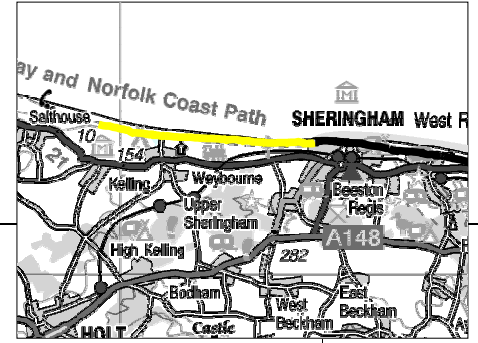 ay and Norfolk Coast Path
SHERINGHAM West R
Salthouse
10
154
21
Kelling
Weybourne
Beeston
Regis
Upper
Sheringham
A148
High Kelling
282
Bodham
West
Beckham
East
Beckham
HOLT
Castle